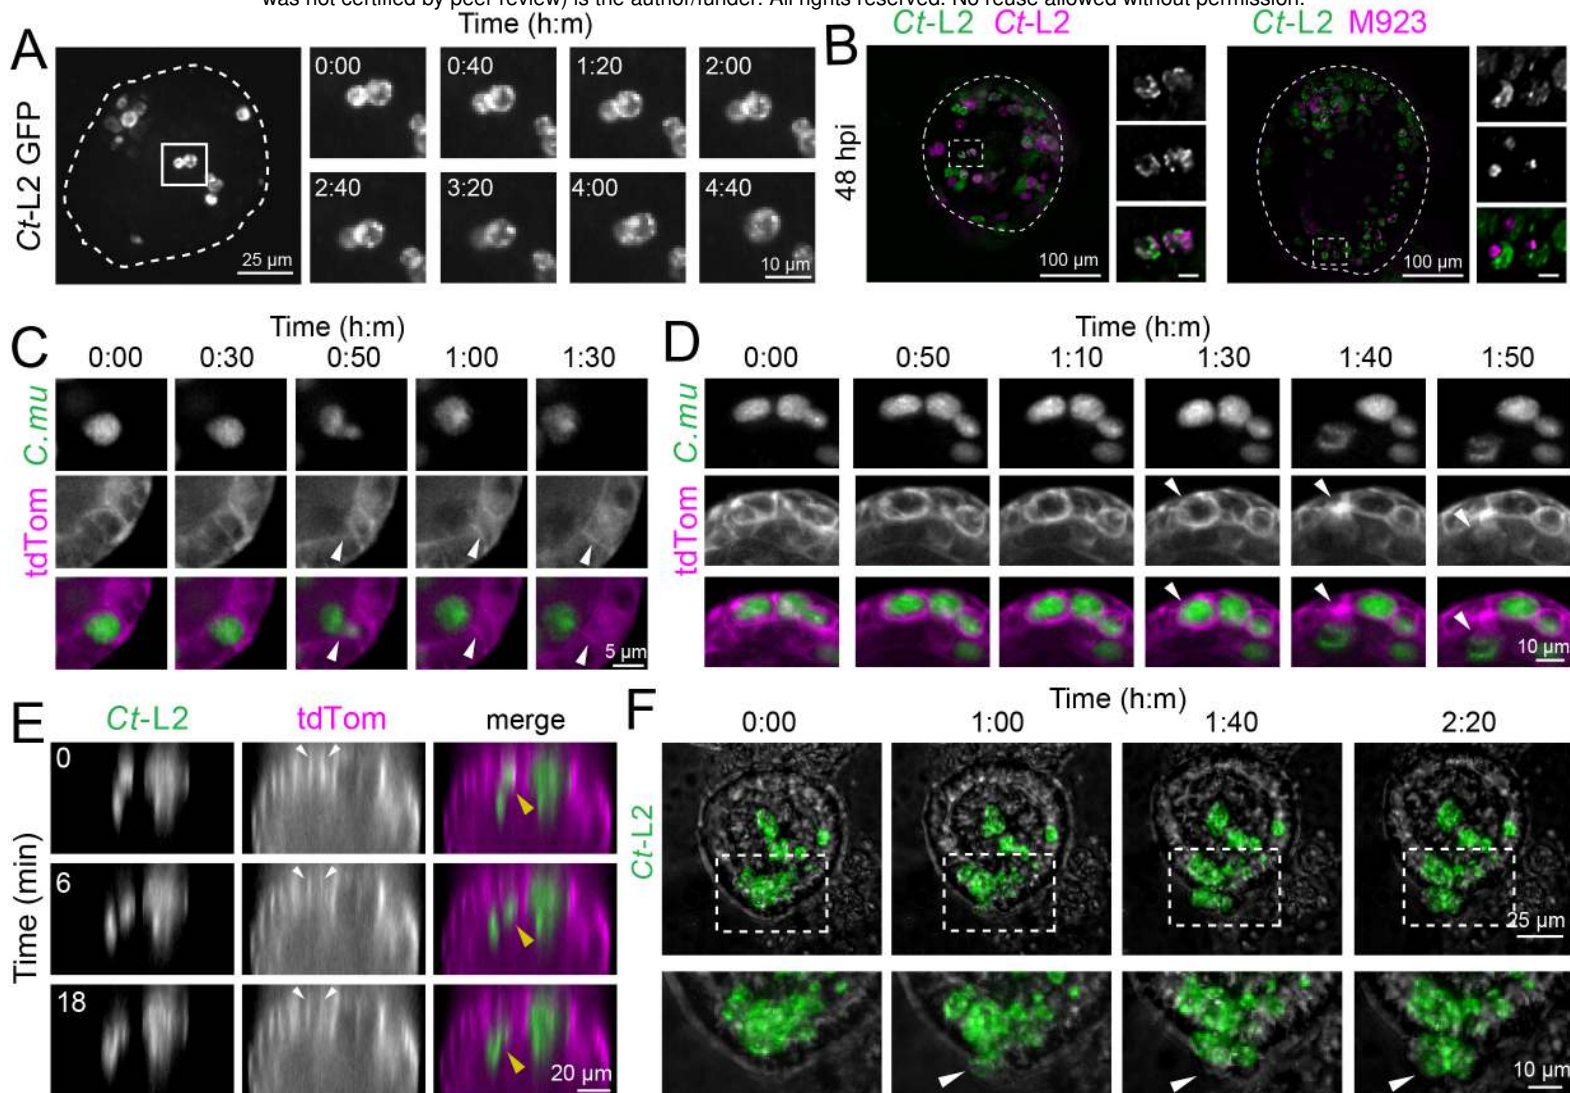 was not certified by peer review) is the author/funder. All rights reserved. No reuse allowed without permission.
A
Time (h:m)
Ct-L2 GFP
25 µm
0:00
0:40
1:20
2:00
2:40
3:20
4:00
4:40
10 µm
B
Ct-L2 Ct-L2
Ct-L2 M923
48 hpi
100 µm
100 µm
C
Time (h:m)
0:00
0:30
0:50
1:00
1:30
C.mu
tdTom
5 µm
D
Time (h:m)
0:00
0:50
1:10
1:30
1:40
1:50
C.mu
tdTom
10 µm
E
Ct-L2
tdTom
merge
Time (min)
0
6
18
20 µm
F
Time (h:m)
0:00
1:00
1:40
2:20
Ct-L2
25 µm
10 µm